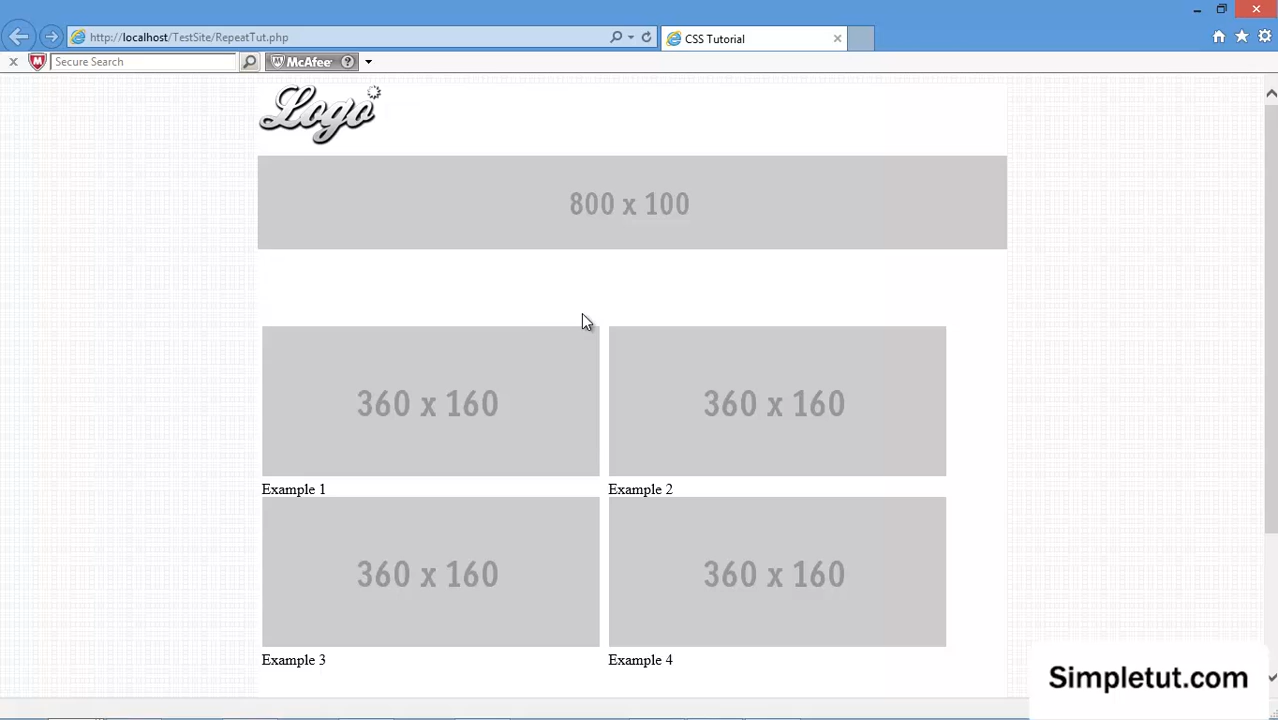 http://localhost/TestSite/RepeatTut.php
CSS Tutorial
Secure Search
McAfee
Logo
800 x 100
360 x 160
360 x 160
Example 1
Example 2
360 x 160
360 x 160
Example 3
Example 4
Simpletut.com